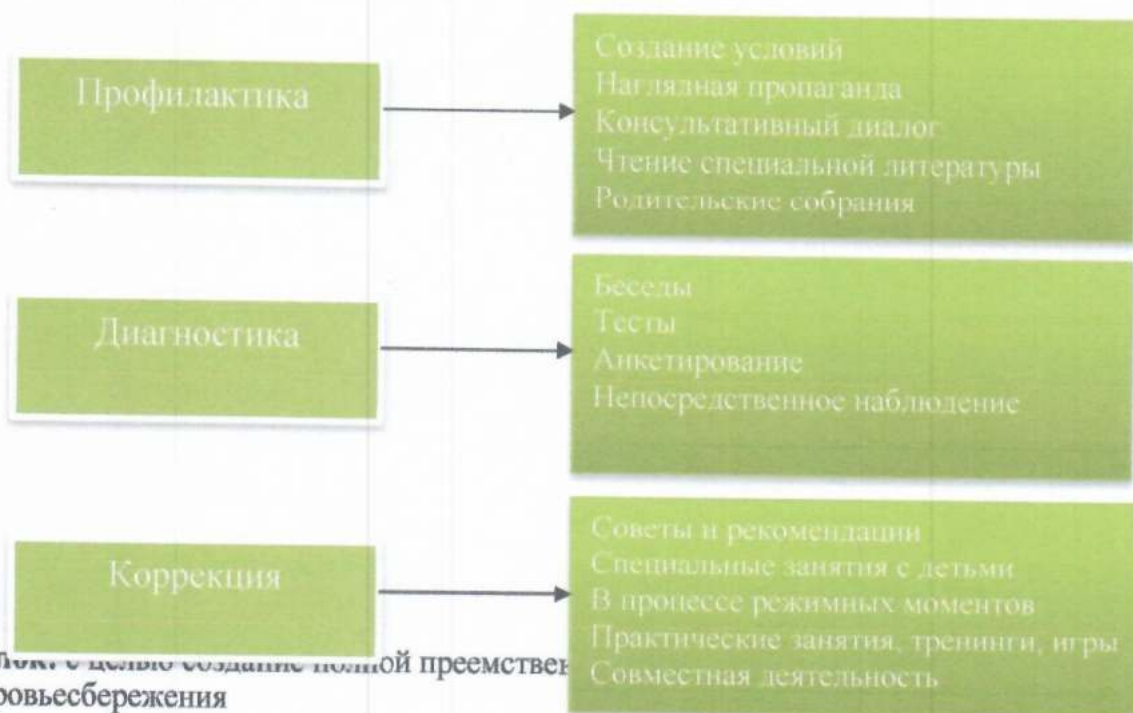 Профилактика
Создание условий
Наглядная пропаганда
Консультативный диалог
Чтение специальной литературы
Родительские собрания
Диагностика
Беседы
Тесты
Анкетирование
Непосредственное наблюдение
Коррекция
Советы и рекомендации
Специальные занятия с детьми
В процессе режимных моментов
Практические занятия, тренинги, игры
Совместная деятельность
лок: с целью создание полной преемствен
ровьесбережения